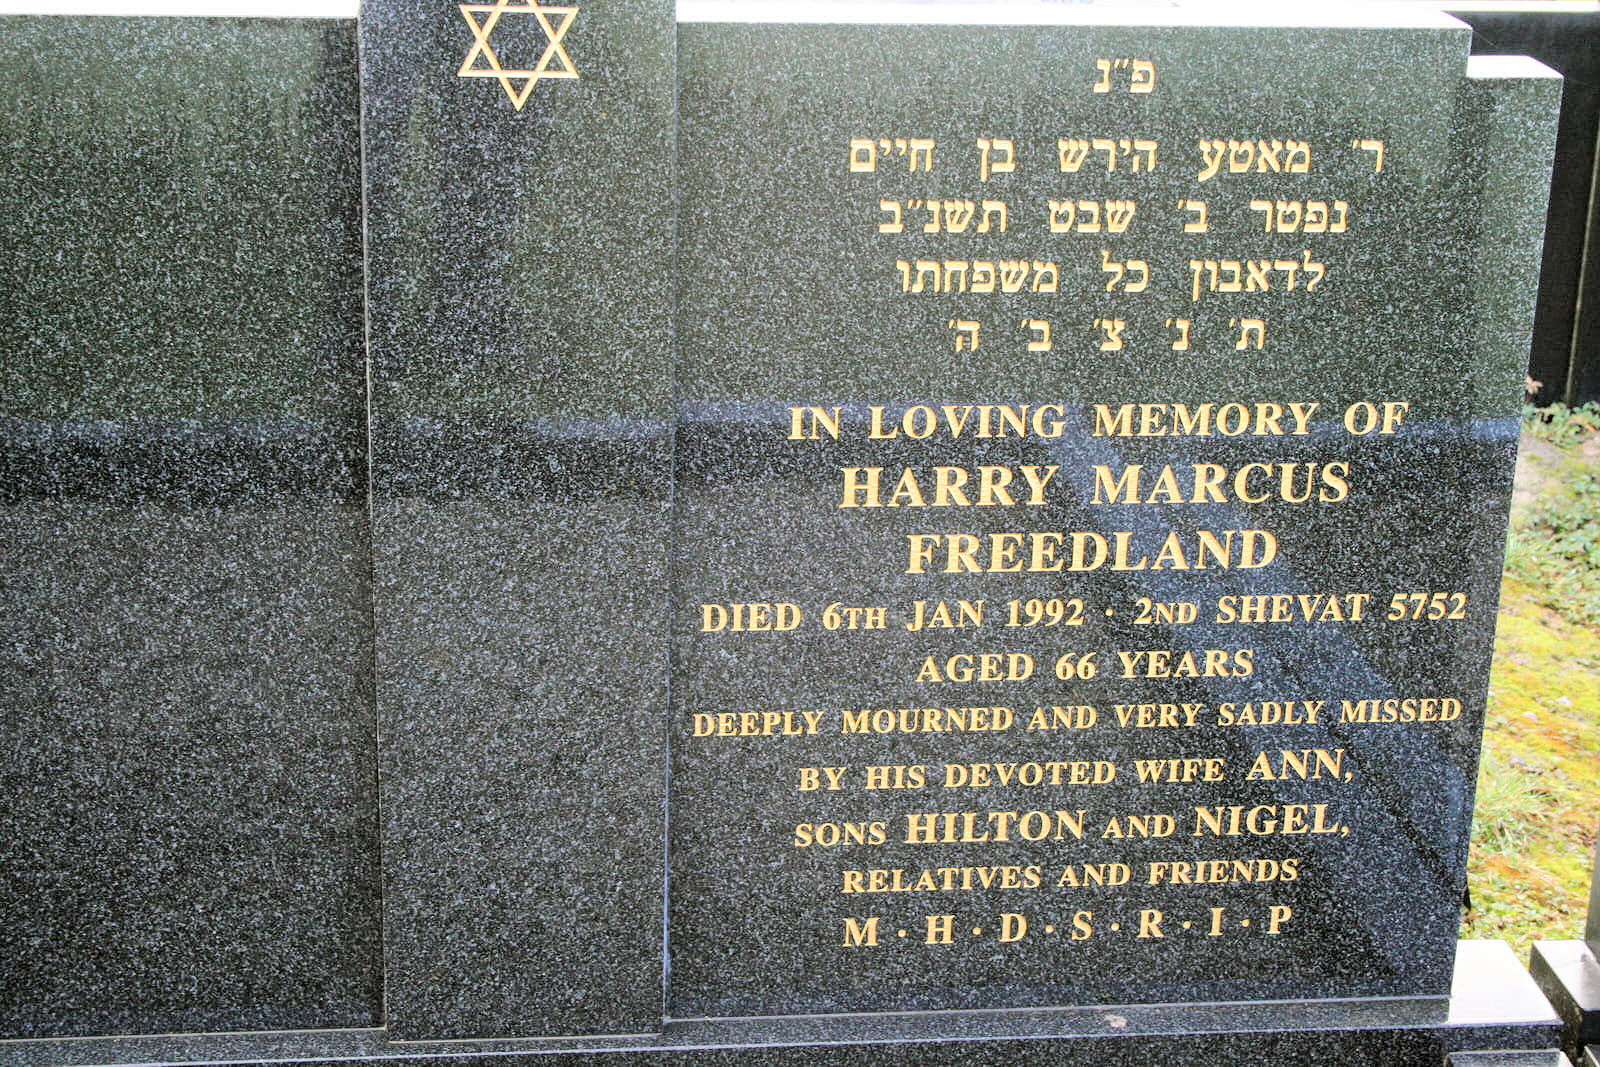 פ״נ
ר׳ מאטע הירש בן חיים
נפטר ב׳ שבט תשנ״ב
לדאבון כל משפחתו
ת׳ נ׳ צ׳ ב׳ ה׳
IN LOVING MEMORY OF
HARRY MARCUS
FREEDLAND
DIED 6TH JAN 1992 · 2ND SHEVAT 5752
AGED 66 YEARS
DEEPLY MOURNED AND VERY SADLY MISSED
BY HIS DEVOTED WIFE ANN,
SONS HILTON AND NIGEL,
RELATIVES AND FRIENDS
M · H · D · S · R · I · P